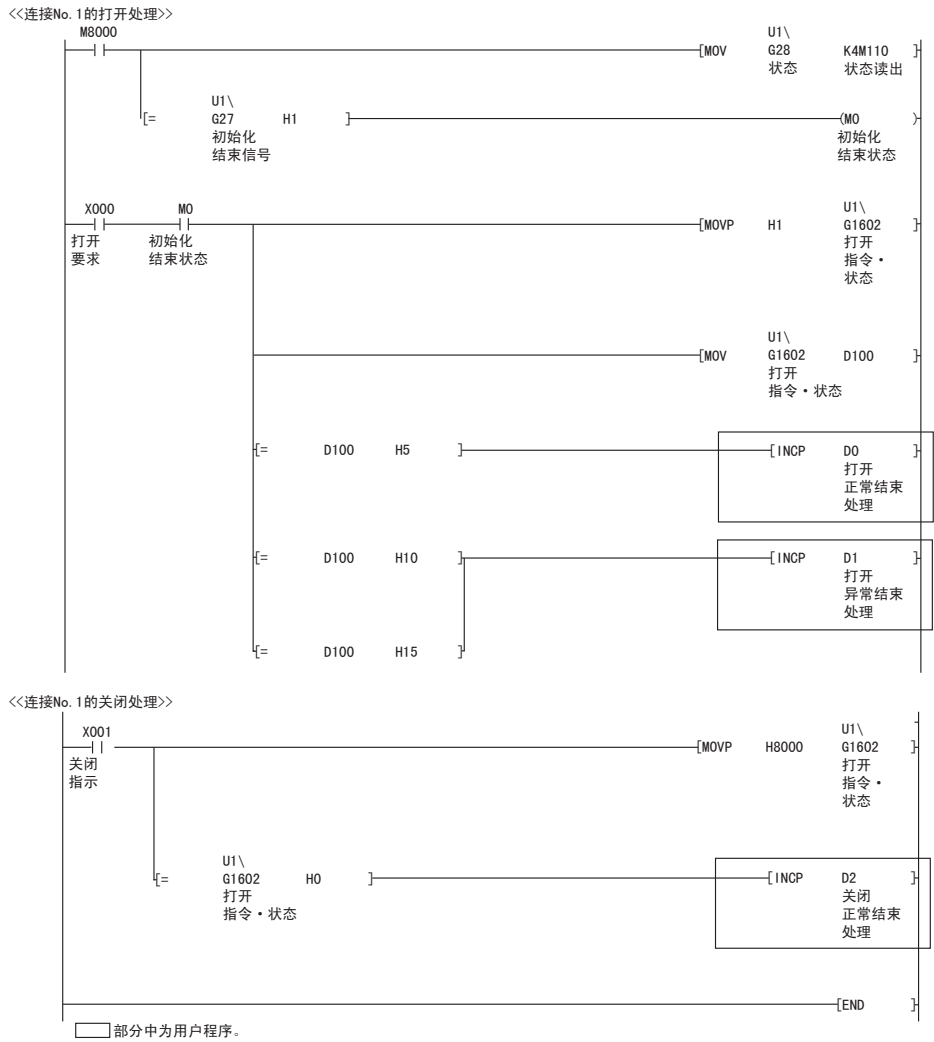 <<连接No.1的打开处理>>
M8000
[MOV U1\ G28 K4M110 ]
状态 状态读出
[= U1\ G27 H1 ] (M0 )
初始化 初始化
结束信号 结束状态
X000 M0 [MOVP H1 U1\ G1602 ]
打开 初始化 打开
要求 结束状态 指令・
状态
[MOV U1\ G1602 D100 ]
打开
指令・状态
[= D100 H5 ] [INCP D0 ]
打开
正常结束
处理
[= D100 H10 ] [INCP D1 ]
打开
异常结束
处理
[= D100 H15 ]
<<连接No.1的关闭处理>>
X001 [MOVP H8000 U1\ G1602 ]
关闭 打开
指示 指令・
状态
[= U1\ G1602 H0 ] [INCP D2 ]
打开 关闭
指令・状态 正常结束
处理
[END ]
部分中为用户程序。